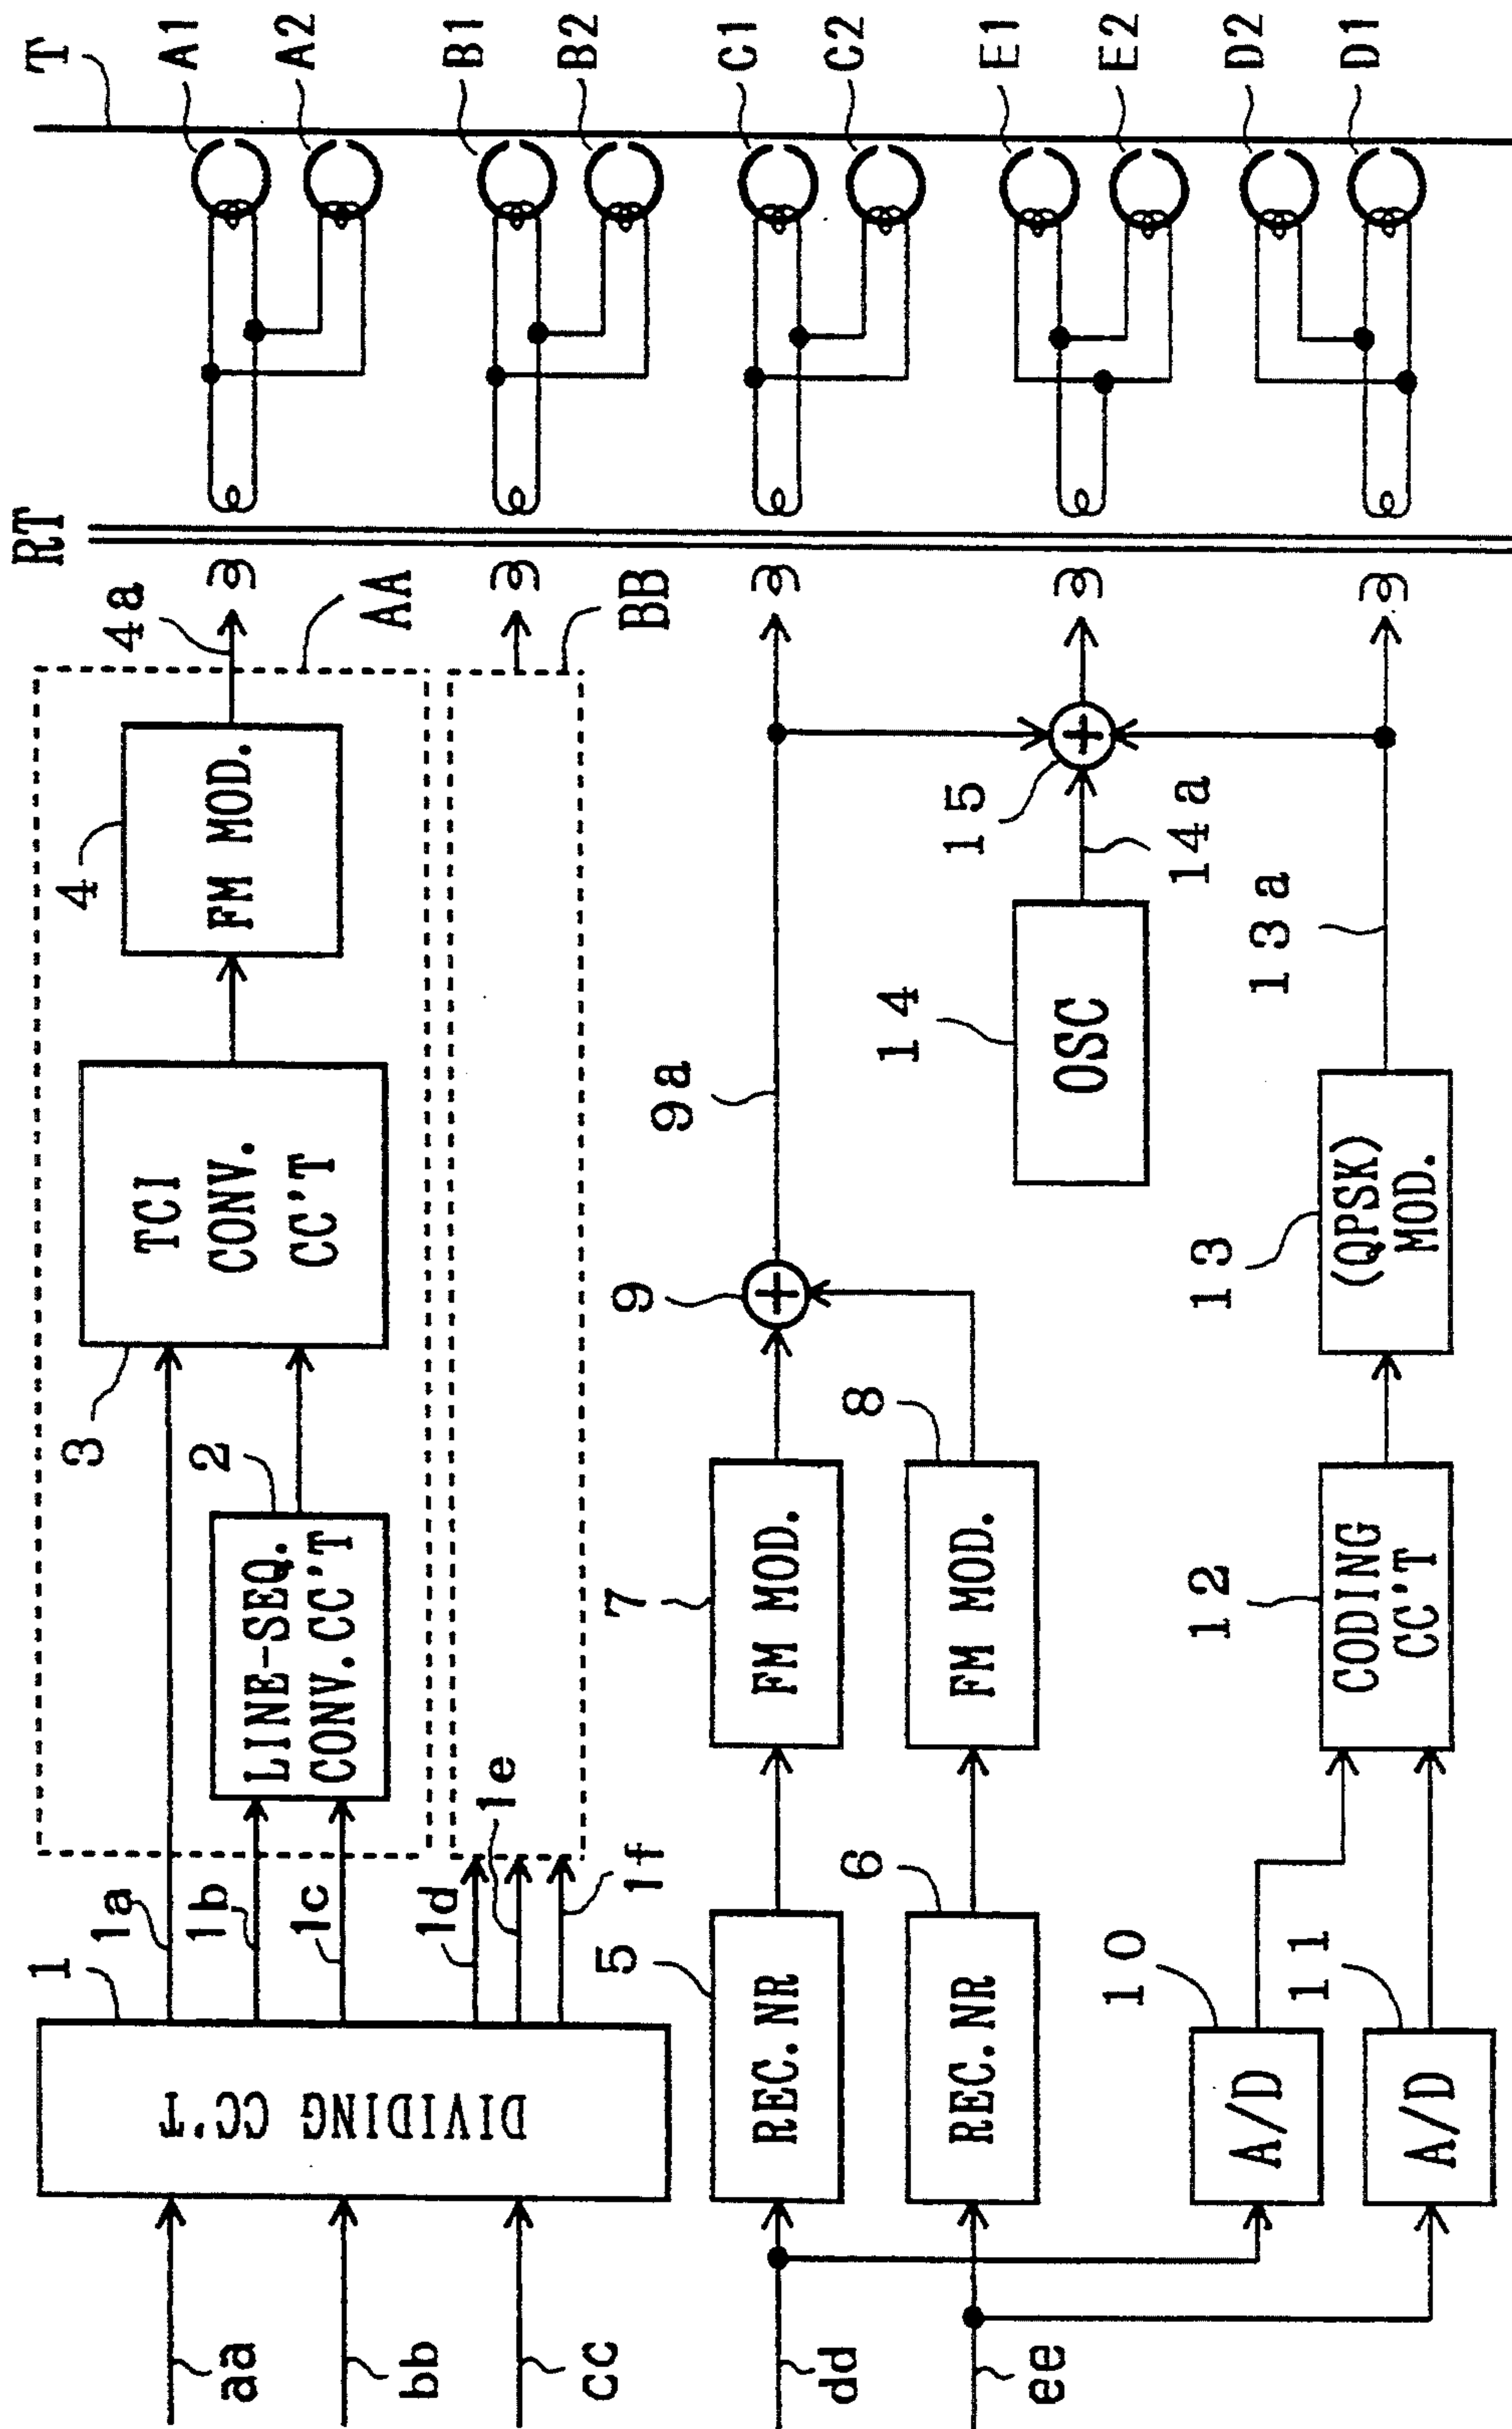 RT
T
A1
A2
B1
B2
C1
C2
E1
E2
D2
D1
4a
AA
BB
4
FM MOD.
3
TCI
CONV.
CC'T
2
LINE-SEQ.
CONV.CC'T
1
1a
1b
1c
1d
1e
1f
DIVIDING CC'T
aa
bb
cc
dd
ee
5
REC.NR
6
REC.NR
7
FM MOD.
8
FM MOD.
9
9a
10
A/D
11
A/D
12
CODING
CC'T
13
(QPSK)
MOD.
13a
14
OSC
14a
15